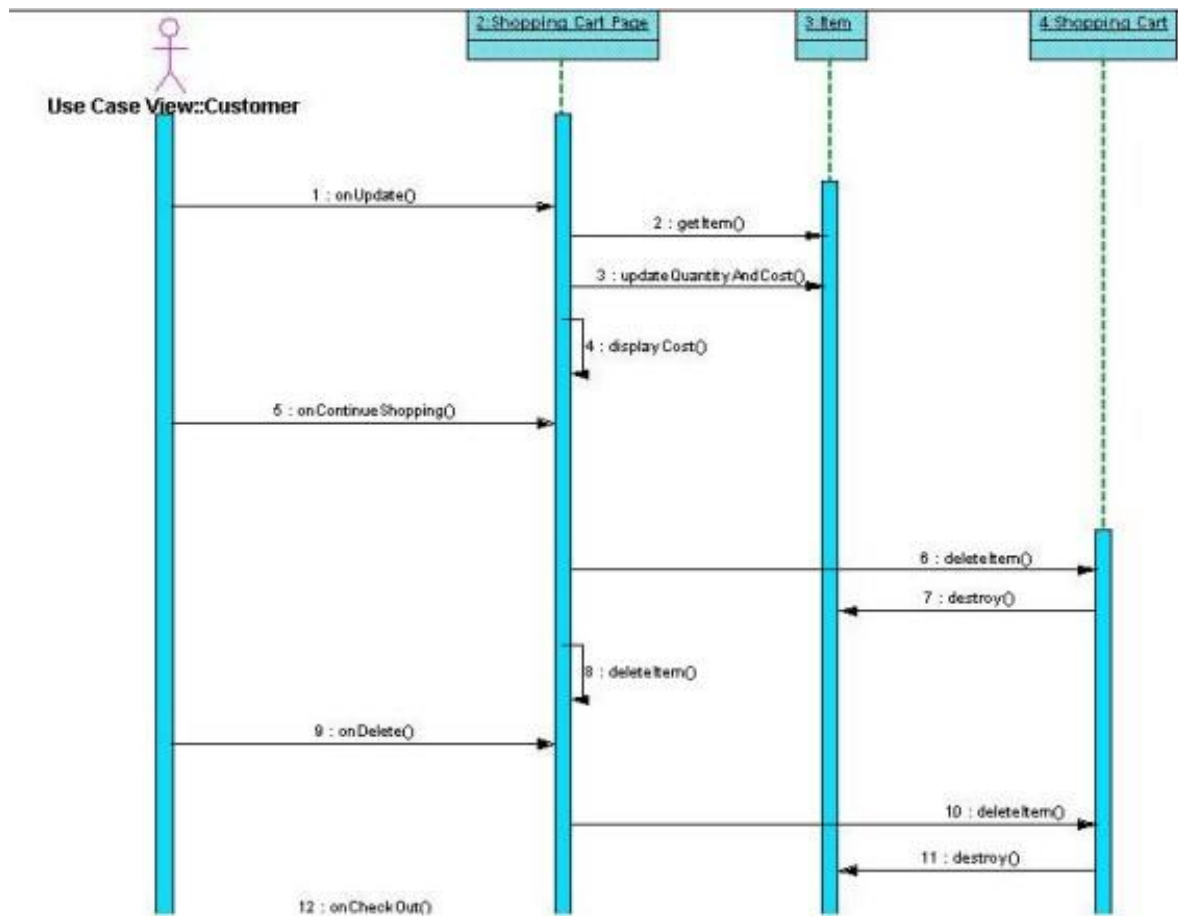 2:Shopping Cart Page
3:Item
4:Shopping Cart
Use Case View::Customer
1 : onUpdate()
2 : getItem()
3 : updateQuantityAndCost()
4 : displayCost()
5 : onContinueShopping()
6 : deleteItem()
7 : destroy()
8 : deleteItem()
9 : onDelete()
10 : deleteItem()
11 : destroy()
12 : onCheckOut()